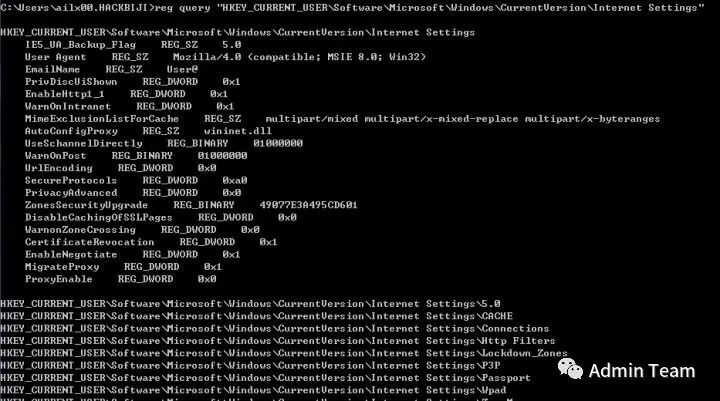 C:\Users\ailx00.HACKBIJI>reg query "HKEY_CURRENT_USER\Software\Microsoft\Windows\CurrentVersion\Internet Settings"
HKEY_CURRENT_USER\Software\Microsoft\Windows\CurrentVersion\Internet Settings
IE5_UA_Backup_Flag REG_SZ 5.0
User Agent REG_SZ Mozilla/4.0 (compatible; MSIE 8.0; Win32)
EmailName REG_SZ User@
PrivDiscUiShown REG_DWORD 0x1
EnableHttp1_1 REG_DWORD 0x1
WarnOnIntranet REG_DWORD 0x1
MimeExclusionListForCache REG_SZ multipart/mixed multipart/x-mixed-replace multipart/x-byteranges
AutoConfigProxy REG_SZ wininet.dll
UseSchannelDirectly REG_BINARY 01000000
WarnOnPost REG_BINARY 01000000
UrlEncoding REG_DWORD 0x0
SecureProtocols REG_DWORD 0xa0
PrivacyAdvanced REG_DWORD 0x0
ZonesSecurityUpgrade REG_BINARY 49077E3A495CD601
DisableCachingOfSSLPages REG_DWORD 0x0
WarnonZoneCrossing REG_DWORD 0x0
CertificateRevocation REG_DWORD 0x1
EnableNegotiate REG_DWORD 0x1
MigrateProxy REG_DWORD 0x1
ProxyEnable REG_DWORD 0x0
HKEY_CURRENT_USER\Software\Microsoft\Windows\CurrentVersion\Internet Settings\5.0
HKEY_CURRENT_USER\Software\Microsoft\Windows\CurrentVersion\Internet Settings\CACHE
HKEY_CURRENT_USER\Software\Microsoft\Windows\CurrentVersion\Internet Settings\Connections
HKEY_CURRENT_USER\Software\Microsoft\Windows\CurrentVersion\Internet Settings\Http Filters
HKEY_CURRENT_USER\Software\Microsoft\Windows\CurrentVersion\Internet Settings\Lockdown_Zones
HKEY_CURRENT_USER\Software\Microsoft\Windows\CurrentVersion\Internet Settings\P3P
HKEY_CURRENT_USER\Software\Microsoft\Windows\CurrentVersion\Internet Settings\Passport
HKEY_CURRENT_USER\Software\Microsoft\Windows\CurrentVersion\Internet Settings\Wpad
Admin Team